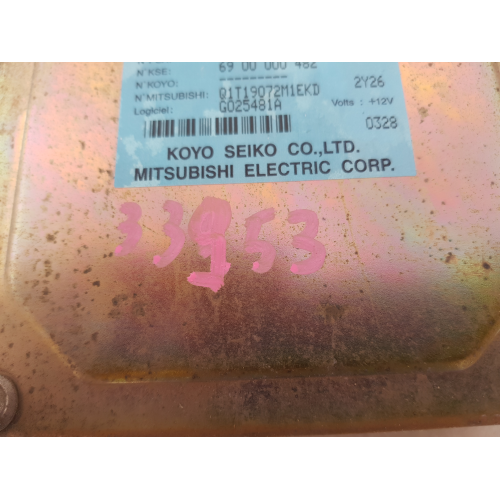 N°KSE: 69 00 000 462
N°KOYO: 2Y26
N°MITSUBISHI: Q1T19072M1EKD
Logiciel: G025481A Volts : +12V
0328
KOYO SEIKO CO.,LTD.
MITSUBISHI ELECTRIC CORP.
33953